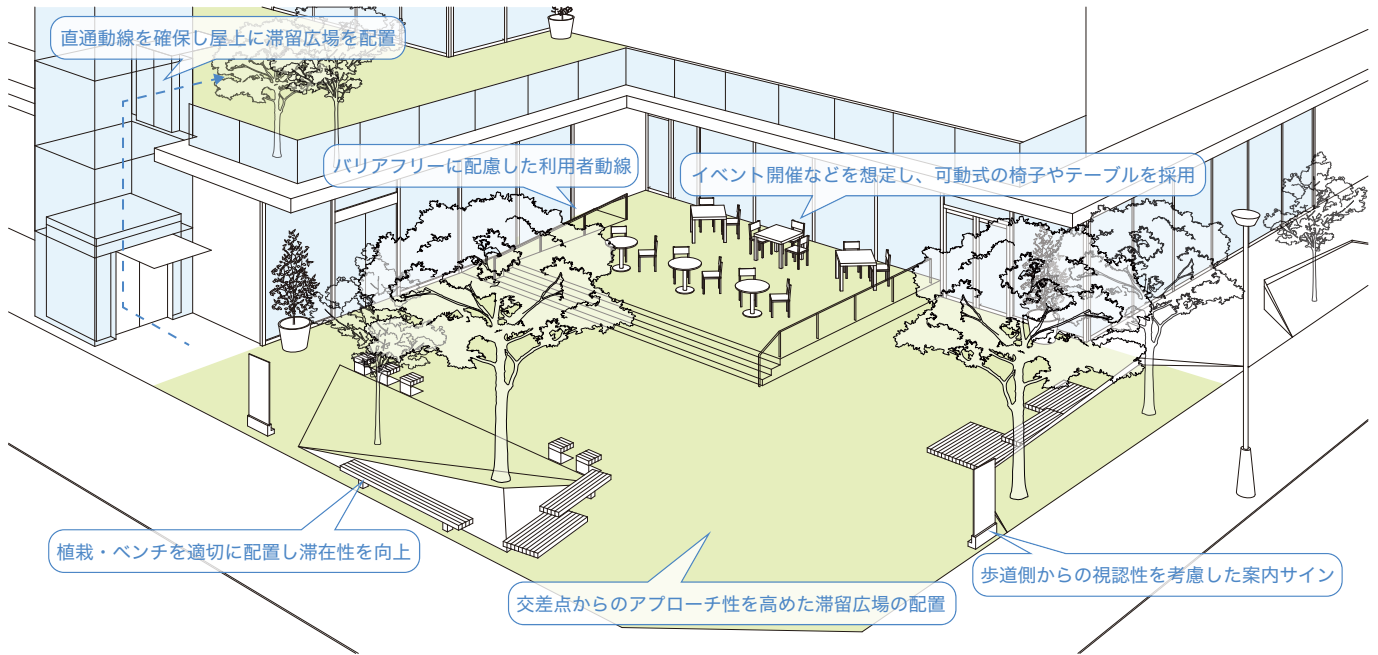 直通動線を確保し屋上に滞留広場を配置
バリアフリーに配慮した利用者動線
イベント開催などを想定し、可動式の椅子やテーブルを採用
植栽・ベンチを適切に配置し滞在性を向上
歩道側からの視認性を考慮した案内サイン
交差点からのアプローチ性を高めた滞留広場の配置